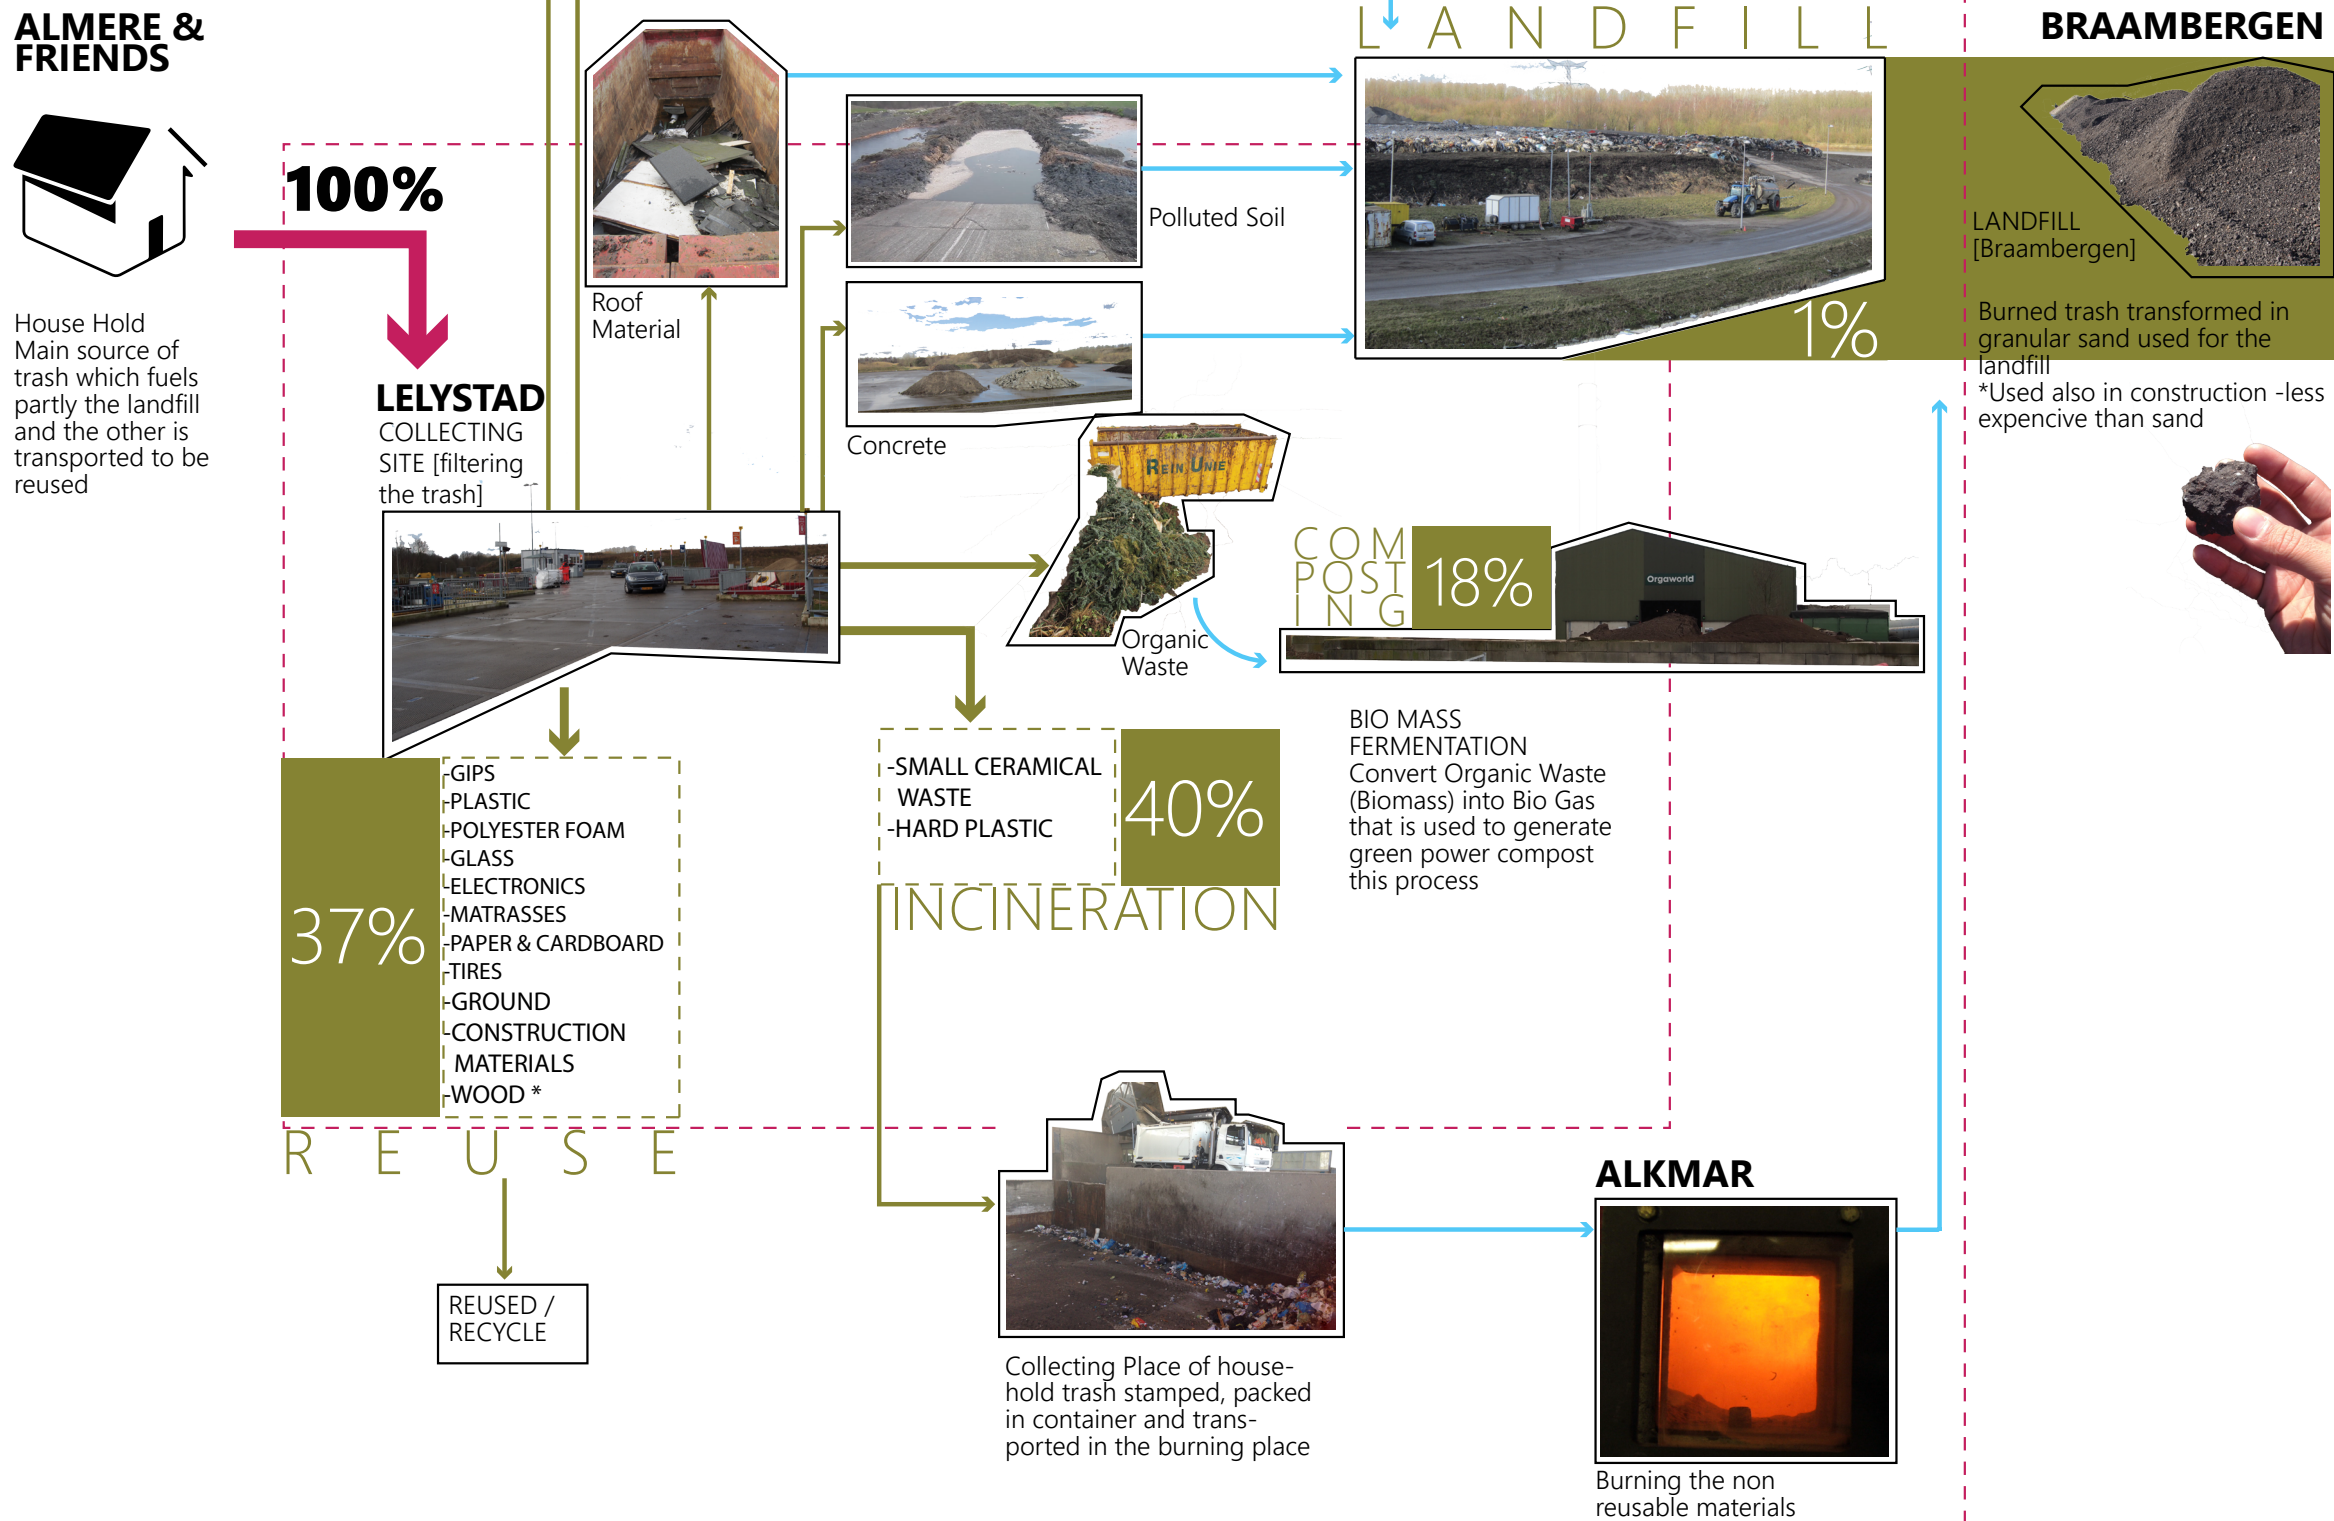 ALMERE &
FRIENDS
House Hold
Main source of
trash which fuels
partly the landfill
and the other is
transported to be
reused
100%
LELYSTAD
COLLECTING
SITE [filtering
the trash]
Roof
Material
Polluted Soil
Concrete
REIN UNIE
Organic
Waste
LANDFILL
1%
BRAAMBERGEN
LANDFILL
[Braambergen]
Burned trash transformed in
granular sand used for the
landfill
*Used also in construction -less
expencive than sand
COM
POST
ING
18%
Orgaworld
BIO MASS
FERMENTATION
Convert Organic Waste
(Biomass) into Bio Gas
that is used to generate
green power compost
this process
37%
-GIPS
-PLASTIC
-POLYESTER FOAM
-GLASS
-ELECTRONICS
-MATRASSES
-PAPER & CARDBOARD
-TIRES
-GROUND
-CONSTRUCTION
MATERIALS
-WOOD *
REUSE
REUSED /
RECYCLE
-SMALL CERAMICAL
WASTE
-HARD PLASTIC
40%
INCINERATION
Collecting Place of house-
hold trash stamped, packed
in container and trans-
ported in the burning place
ALKMAR
Burning the non
reusable materials